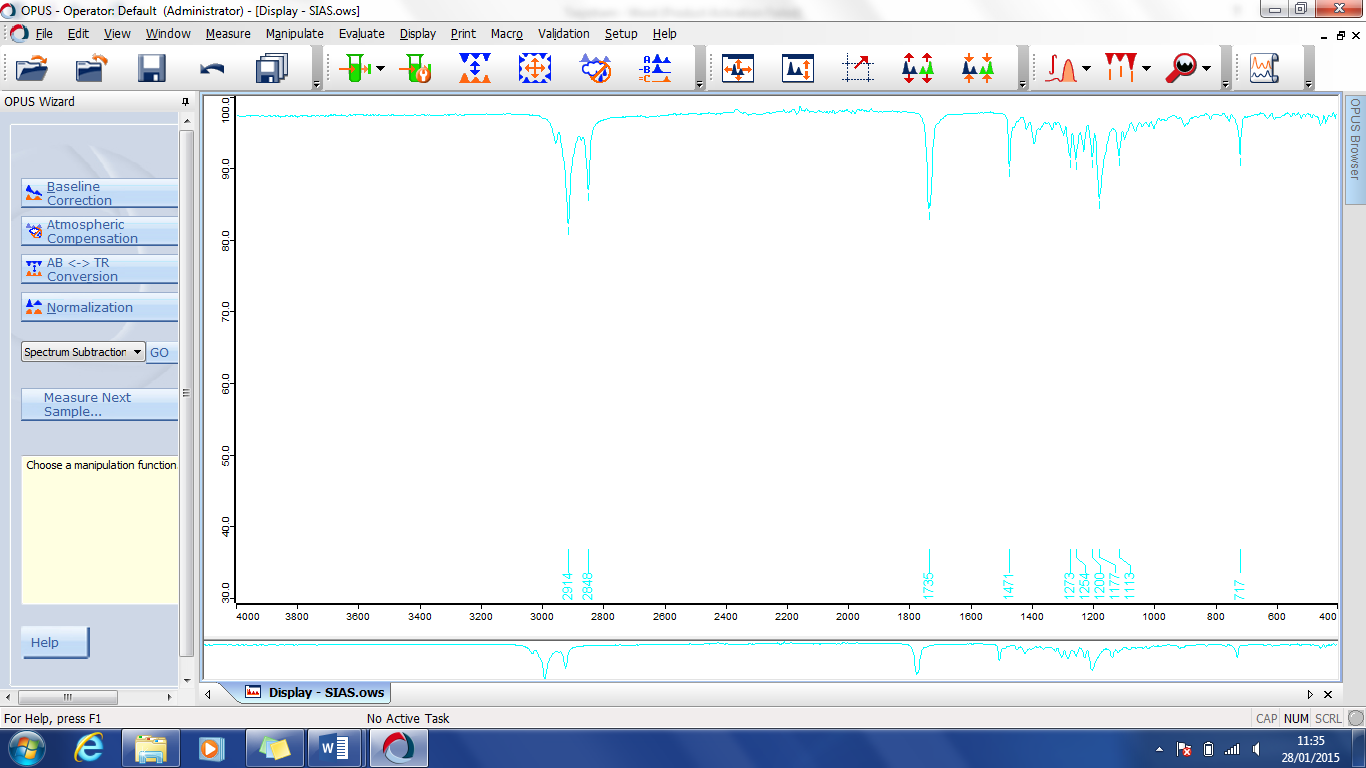 OPUS - Operator: Default (Administrator) - [Display - SIAS.ows]
File Edit View Window Measure Manipulate Evaluate Display Print Macro Validation Setup Help
OPUS Wizard
Baseline
Correction
Atmospheric
Compensation
AB <-> TR
Conversion
Normalization
Spectrum Subtraction
GO
Measure Next
Sample...
Choose a manipulation function
Help
100.0
90.0
80.0
70.0
60.0
50.0
40.0
30.0
2914
2848
1735
1471
1273
1254
1200
1177
1113
717
4000 3800 3600 3400 3200 3000 2800 2600 2400 2200 2000 1800 1600 1400 1200 1000 800 600 400
OPUS Browser
Display - SIAS.ows
For Help, press F1
No Active Task
CAP NUM SCRL
11:35
28/01/2015